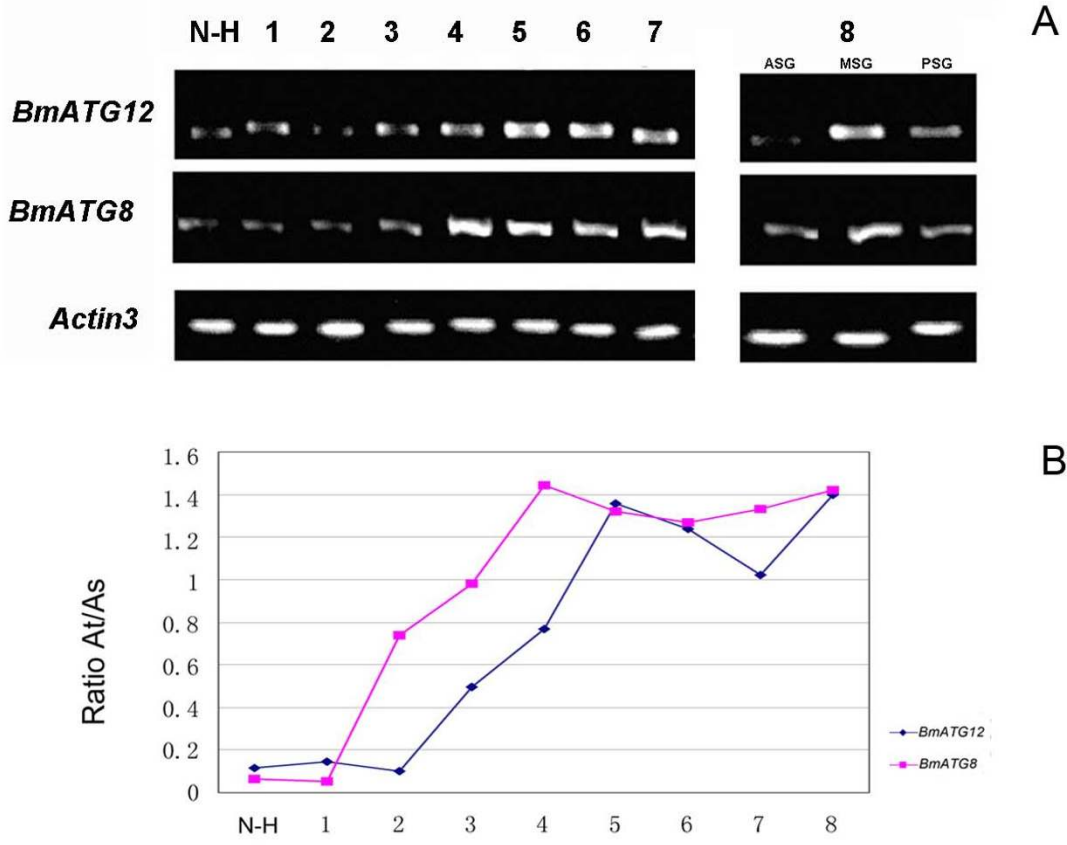 A
N-H 1 2 3 4 5 6 7 8
ASG MSG PSG
BmATG12
BmATG8
Actin3
B
1.6
1.4
1.2
1
0.8
0.6
0.4
0.2
0
Ratio At/As
N-H 1 2 3 4 5 6 7 8
BmATG12
BmATG8